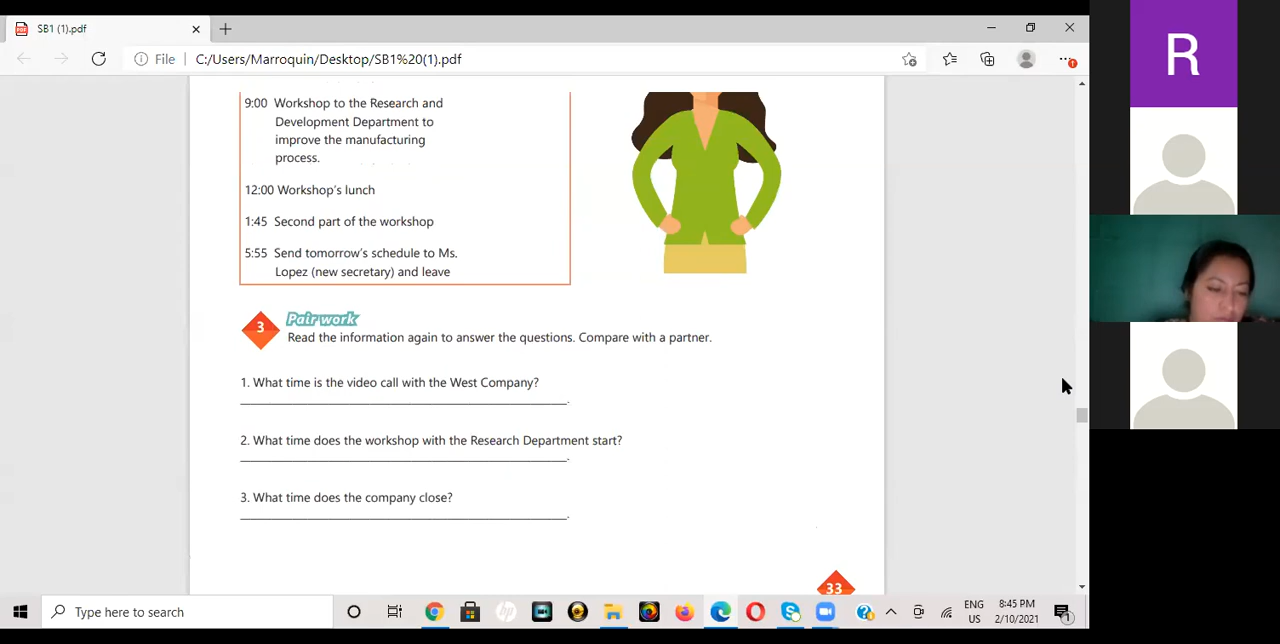 SB1 (1).pdf
File
C:/Users/Marroquin/Desktop/SB1%20(1).pdf
R
9:00 Workshop to the Research and
Development Department to
improve the manufacturing
process.
12:00 Workshop's lunch
1:45 Second part of the workshop
5:55 Send tomorrow's schedule to Ms.
Lopez (new secretary) and leave
3
Pair work
Read the information again to answer the questions. Compare with a partner.
1. What time is the video call with the West Company?
2. What time does the workshop with the Research Department start?
3. What time does the company close?
33
Type here to search
hp
ENG
US
8:45 PM
2/10/2021
1